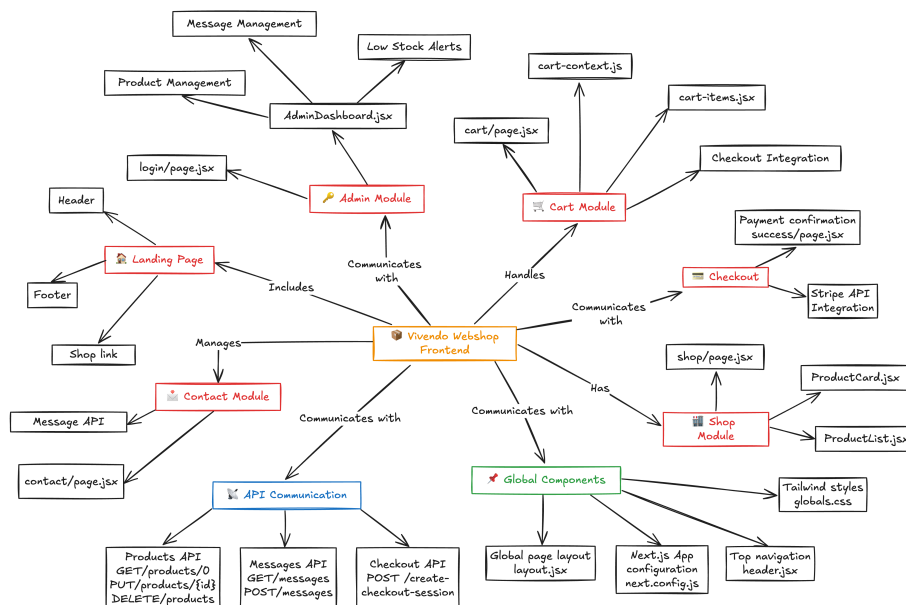 Message Management
Low Stock Alerts
Product Management
AdminDashboard.jsx
cart-context.js
cart-items.jsx
cart/page.jsx
Checkout Integration
login/page.jsx
Admin Module
Cart Module
Header
Landing Page
Footer
Shop link
Communicates
with
Includes
Handles
Payment confirmation
success/page.jsx
Checkout
Stripe API
Integration
Communicates
with
Vivendo Webshop
Frontend
Manages
Contact Module
Message API
contact/page.jsx
Communicates with
Communicates with
Has
shop/page.jsx
ProductCard.jsx
Shop
Module
ProductList.jsx
API Communication
Global Components
Tailwind styles
globals.css
Products API
GET/products/0
PUT/products/{id}
DELETE/products
Messages API
GET/messages
POST/messages
Checkout API
POST /create-
checkout-session
Global page layout
layout.jsx
Next.js App
configuration
next.config.js
Top navigation
header.jsx